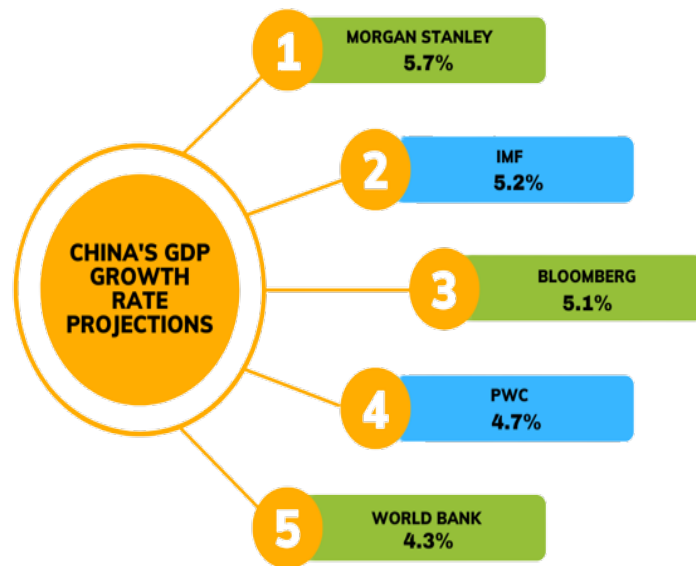 1
MORGAN STANLEY
5.7%
2
IMF
5.2%
CHINA'S GDP
GROWTH
RATE
PROJECTIONS
3
BLOOMBERG
5.1%
4
PWC
4.7%
5
WORLD BANK
4.3%